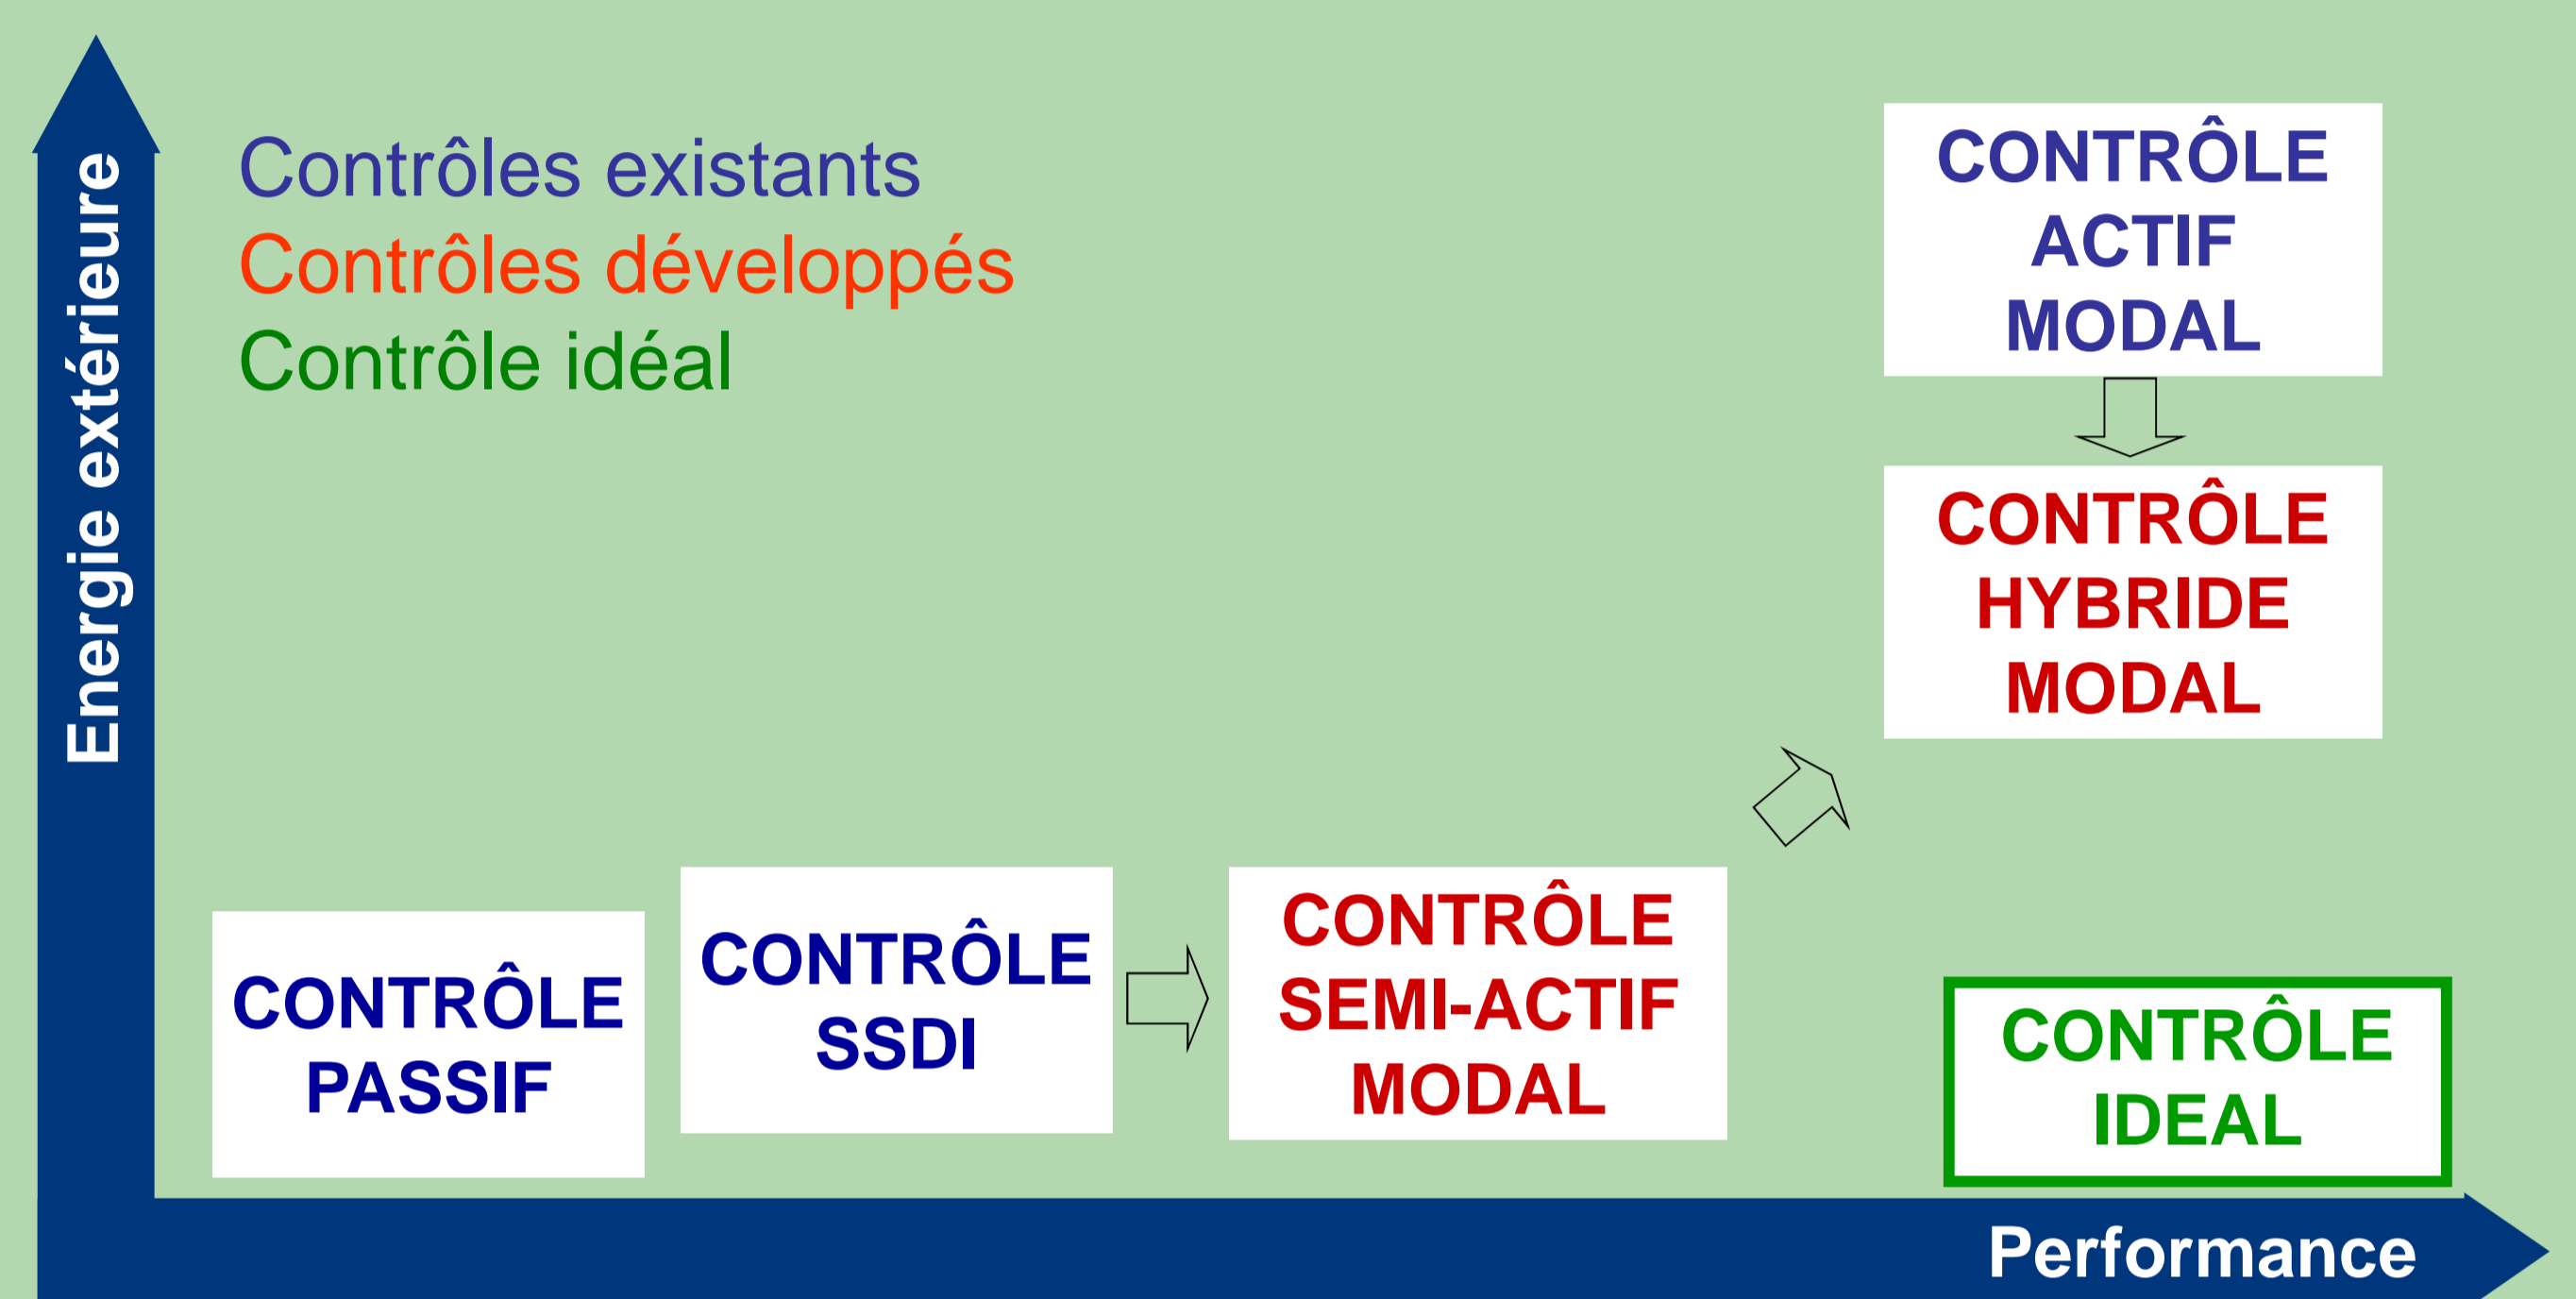 Energie extérieure
Contrôles existants
Contrôles développés
Contrôle idéal
CONTRÔLE
ACTIF
MODAL
CONTRÔLE
HYBRIDE
MODAL
CONTRÔLE
PASSIF
CONTRÔLE
SSDI
CONTRÔLE
SEMI-ACTIF
MODAL
CONTRÔLE
IDEAL
Performance